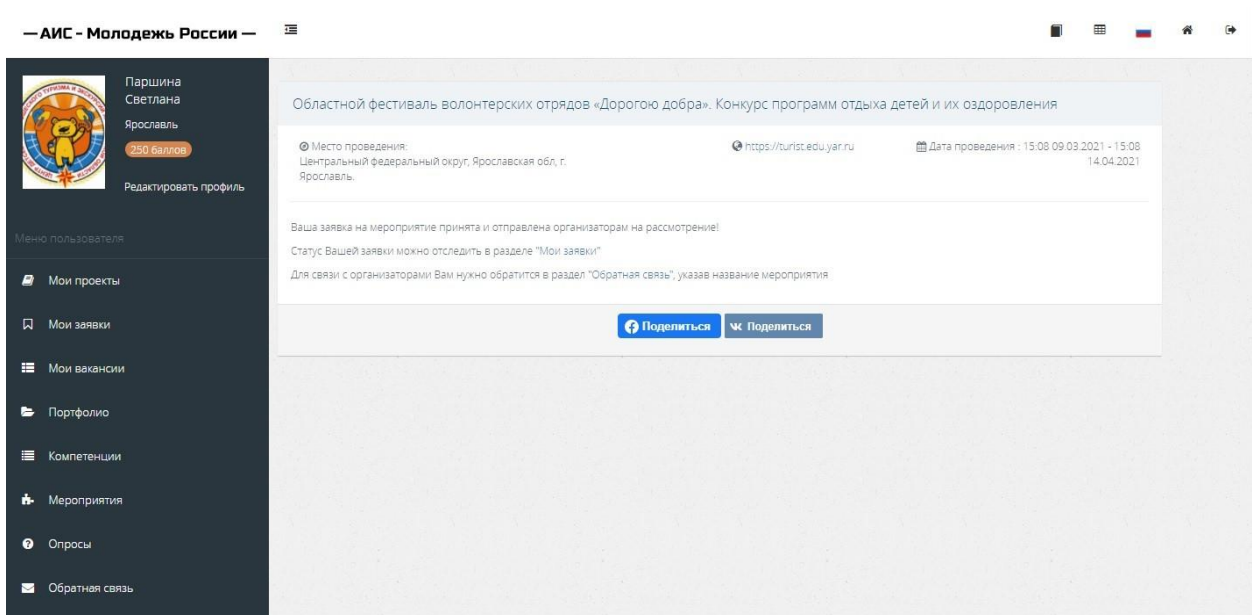 — АИС - Молодежь России —
Паршина
Светлана
Ярославль
250 баллов
Редактировать профиль
Меню пользователя
Мои проекты
Мои заявки
Мои вакансии
Портфолио
Компетенции
Мероприятия
Опросы
Обратная связь
Областной фестиваль волонтерских отрядов «Дорогою добра». Конкурс программ отдыха детей и их оздоровления
Место проведения:
Центральный федеральный округ, Ярославская обл, г.
Ярославль.
https://turist.edu.yar.ru
Дата проведения : 15:08 09.03.2021 - 15:08
14.04.2021
Ваша заявка на мероприятие принята и отправлена организаторам на рассмотрение!
Статус Вашей заявки можно отследить в разделе "Мои заявки"
Для связи с организаторами Вам нужно обратится в раздел "Обратная связь", указав название мероприятия
Поделиться
Поделиться